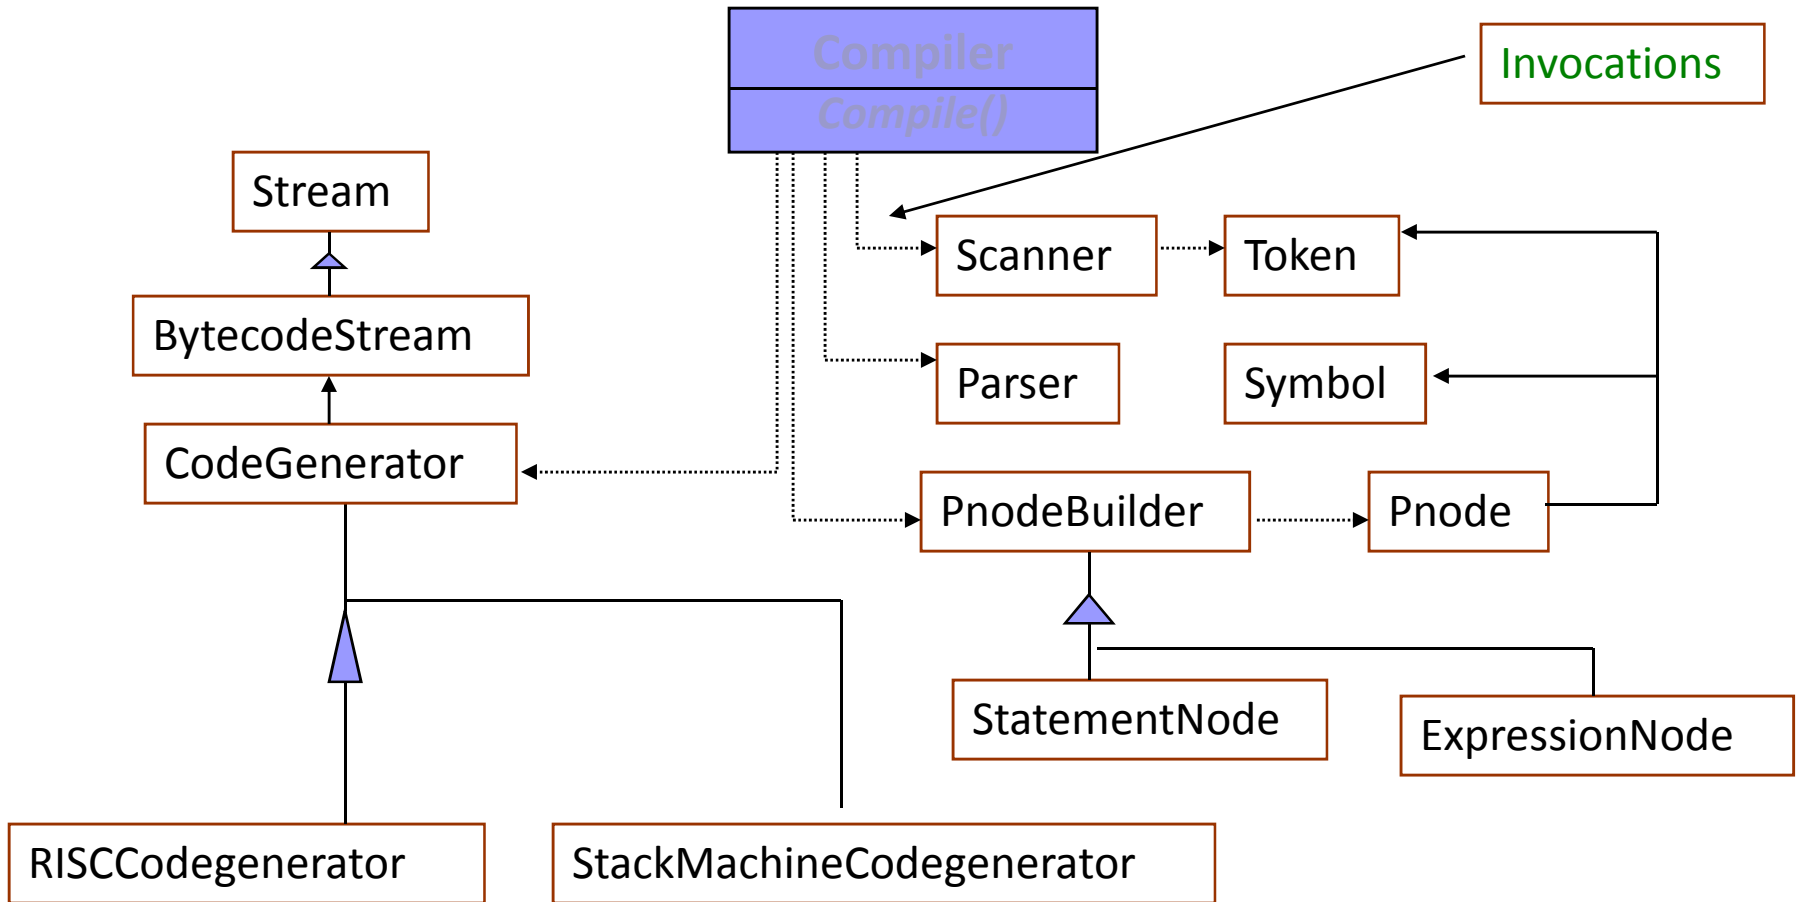 Compiler
Compile()
Invocations
Stream
Scanner
Token
BytecodeStream
Parser
Symbol
CodeGenerator
PnodeBuilder
Pnode
StatementNode
ExpressionNode
RISCCodegenerator
StackMachineCodegenerator